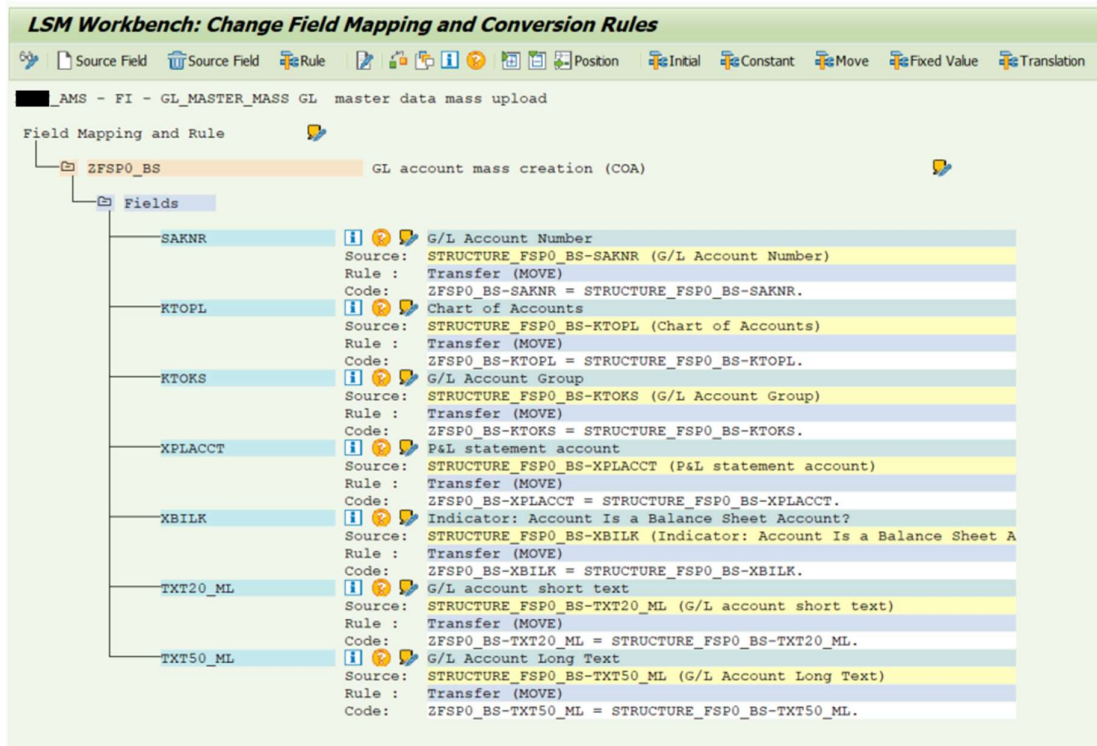 LSM Workbench: Change Field Mapping and Conversion Rules
Source Field Source Field Rule Position Initial Constant Move Fixed Value Translation
_AMS - FI - GL_MASTER_MASS GL master data mass upload
Field Mapping and Rule
ZFSP0_BS GL account mass creation (COA)
Fields
SAKNR G/L Account Number
Source: STRUCTURE_FSP0_BS-SAKNR (G/L Account Number)
Rule : Transfer (MOVE)
Code: ZFSP0_BS-SAKNR = STRUCTURE_FSP0_BS-SAKNR.
KTOPL Chart of Accounts
Source: STRUCTURE_FSP0_BS-KTOPL (Chart of Accounts)
Rule : Transfer (MOVE)
Code: ZFSP0_BS-KTOPL = STRUCTURE_FSP0_BS-KTOPL.
KTOKS G/L Account Group
Source: STRUCTURE_FSP0_BS-KTOKS (G/L Account Group)
Rule : Transfer (MOVE)
Code: ZFSP0_BS-KTOKS = STRUCTURE_FSP0_BS-KTOKS.
XPLACCT P&L statement account
Source: STRUCTURE_FSP0_BS-XPLACCT (P&L statement account)
Rule : Transfer (MOVE)
Code: ZFSP0_BS-XPLACCT = STRUCTURE_FSP0_BS-XPLACCT.
XBILK Indicator: Account Is a Balance Sheet Account?
Source: STRUCTURE_FSP0_BS-XBILK (Indicator: Account Is a Balance Sheet A
Rule : Transfer (MOVE)
Code: ZFSP0_BS-XBILK = STRUCTURE_FSP0_BS-XBILK.
TXT20_ML G/L account short text
Source: STRUCTURE_FSP0_BS-TXT20_ML (G/L account short text)
Rule : Transfer (MOVE)
Code: ZFSP0_BS-TXT20_ML = STRUCTURE_FSP0_BS-TXT20_ML.
TXT50_ML G/L Account Long Text
Source: STRUCTURE_FSP0_BS-TXT50_ML (G/L Account Long Text)
Rule : Transfer (MOVE)
Code: ZFSP0_BS-TXT50_ML = STRUCTURE_FSP0_BS-TXT50_ML.